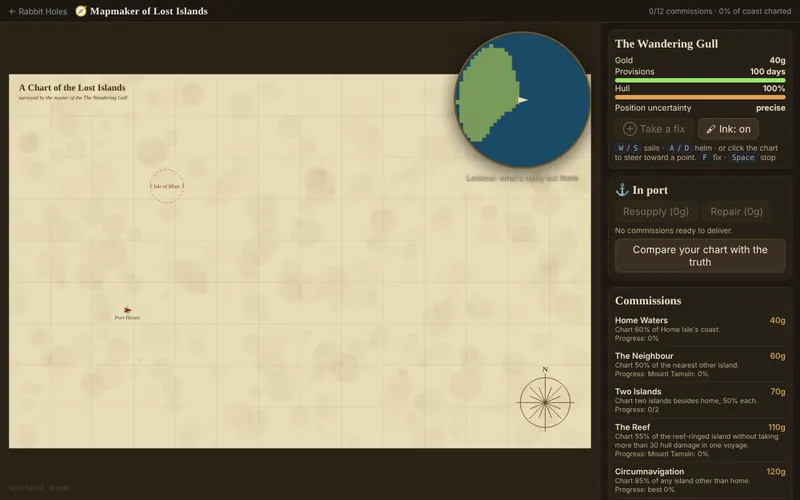 ← Rabbit Holes
🧭 Mapmaker of Lost Islands
0/12 commissions · 0% of coast charted
A Chart of the Lost Islands
surveyed by the master of the The Wandering Gull
Isle of Mists
Port Haven
N
Lookout: what's really out there
Sails furled · In port
The Wandering Gull
Gold 40g
Provisions 100 days
Hull 100%
Position uncertainty precise
Take a fix
Ink: on
W / S sails · A / D helm · or click the chart
to steer toward a point. F fix · Space stop
⚓ In port
Resupply (0g)
Repair (0g)
No commissions ready to deliver.
Compare your chart with the
truth
Commissions
Home Waters 40g
Chart 60% of Home Isle's coast.
Progress: 0%
The Neighbour 60g
Chart 50% of the nearest other island.
Progress: Mount Tamsin: 0%
Two Islands 70g
Chart two islands besides home, 50% each.
Progress: 0/2
The Reef 110g
Chart 55% of the reef-ringed island without taking
more than 30 hull damage in one voyage.
Progress: Mount Tamsin: 0%
Circumnavigation 120g
Chart 85% of any island other than home.
Progress: best 0%